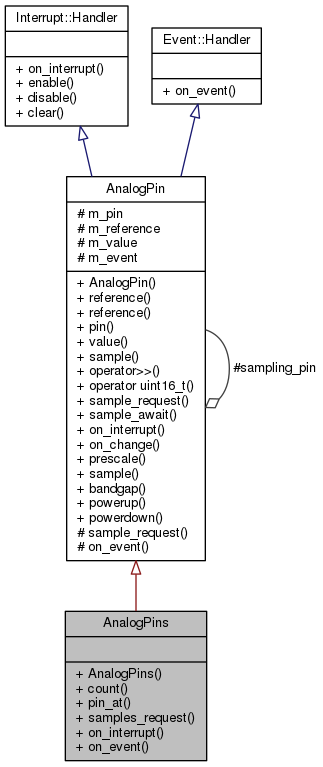 Interrupt::Handler
+ on_interrupt()
+ enable()
+ disable()
+ clear()
Event::Handler
+ on_event()
AnalogPin
# m_pin
# m_reference
# m_value
# m_event
+ AnalogPin()
+ reference()
+ reference()
+ pin()
+ value()
+ sample()
+ operator>>()
+ operator uint16_t()
+ sample_request()
+ sample_await()
+ on_interrupt()
+ on_change()
+ prescale()
+ sample()
+ bandgap()
+ powerup()
+ powerdown()
# sample_request()
# on_event()
#sampling_pin
AnalogPins
+ AnalogPins()
+ count()
+ pin_at()
+ samples_request()
+ on_interrupt()
+ on_event()